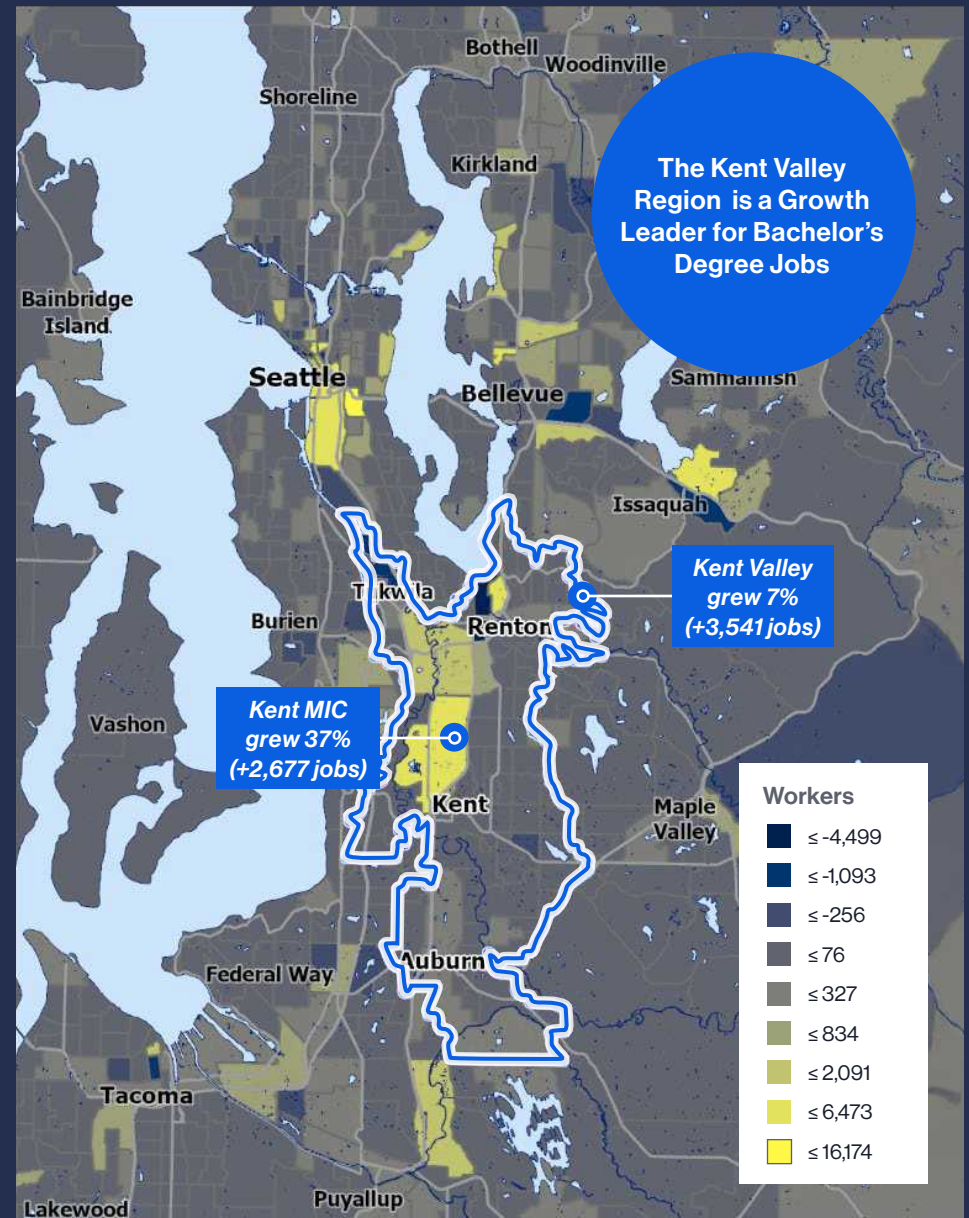 Bothell
Woodinville
Shoreline
Kirkland
The Kent Valley
Region is a Growth
Leader for Bachelor's
Degree Jobs
Bainbridge
Island
Seattle
Bellevue
Sammamish
Issaquah
Tukwila
Burien
Renton
Kent Valley
grew 7%
(+3,541 jobs)
Vashon
Kent MIC
grew 37%
(+2,677 jobs)
Kent
Maple
Valley
Auburn
Federal Way
Tacoma
Puyallup
Lakewood
Workers
≤ -4,499
≤ -1,093
≤ -256
≤ 76
≤ 327
≤ 834
≤ 2,091
≤ 6,473
≤ 16,174